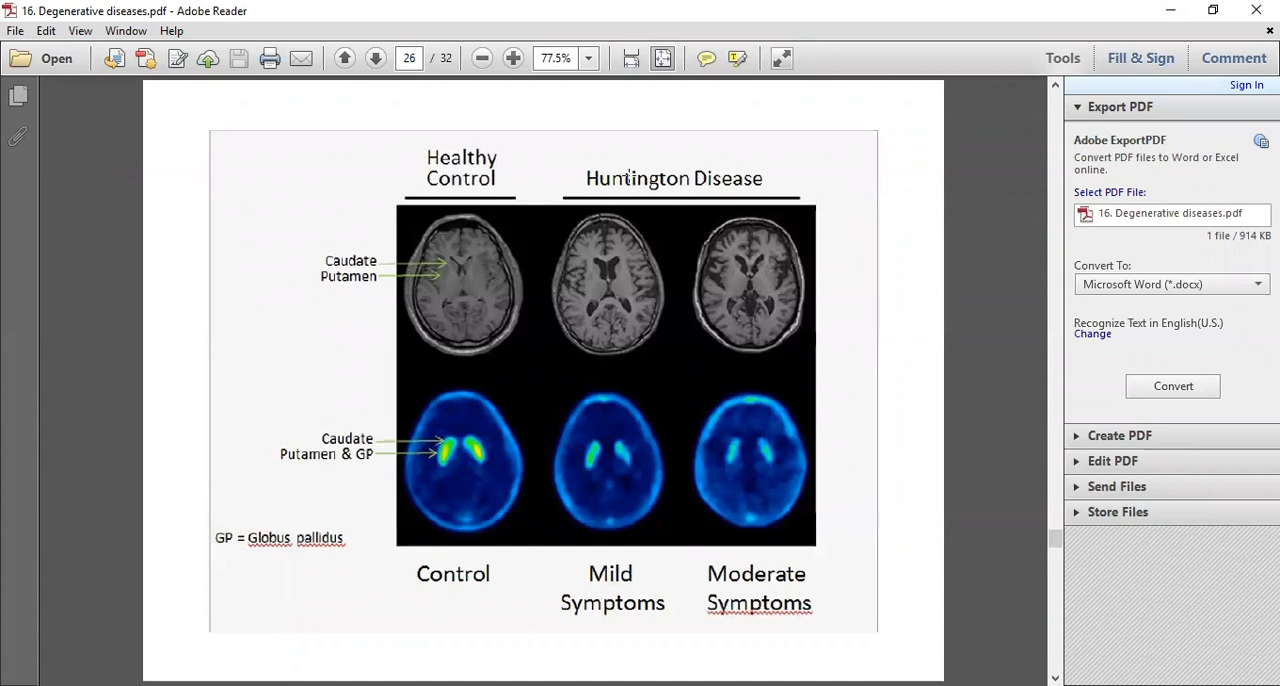 16. Degenerative diseases.pdf - Adobe Reader
File Edit View Window Help
Open 26 / 32 77.5% Tools Fill & Sign Comment
Sign In
Export PDF
Adobe ExportPDF
Convert PDF files to Word or Excel
online.
Select PDF File:
16. Degenerative diseases.pdf
1 file / 914 KB
Convert To:
Microsoft Word (*.docx)
Recognize Text in English(U.S.)
Change
Convert
Create PDF
Edit PDF
Send Files
Store Files
Healthy
Control
Huntington Disease
Caudate
Putamen
Caudate
Putamen & GP
GP = Globus pallidus
Control
Mild
Symptoms
Moderate
Symptoms